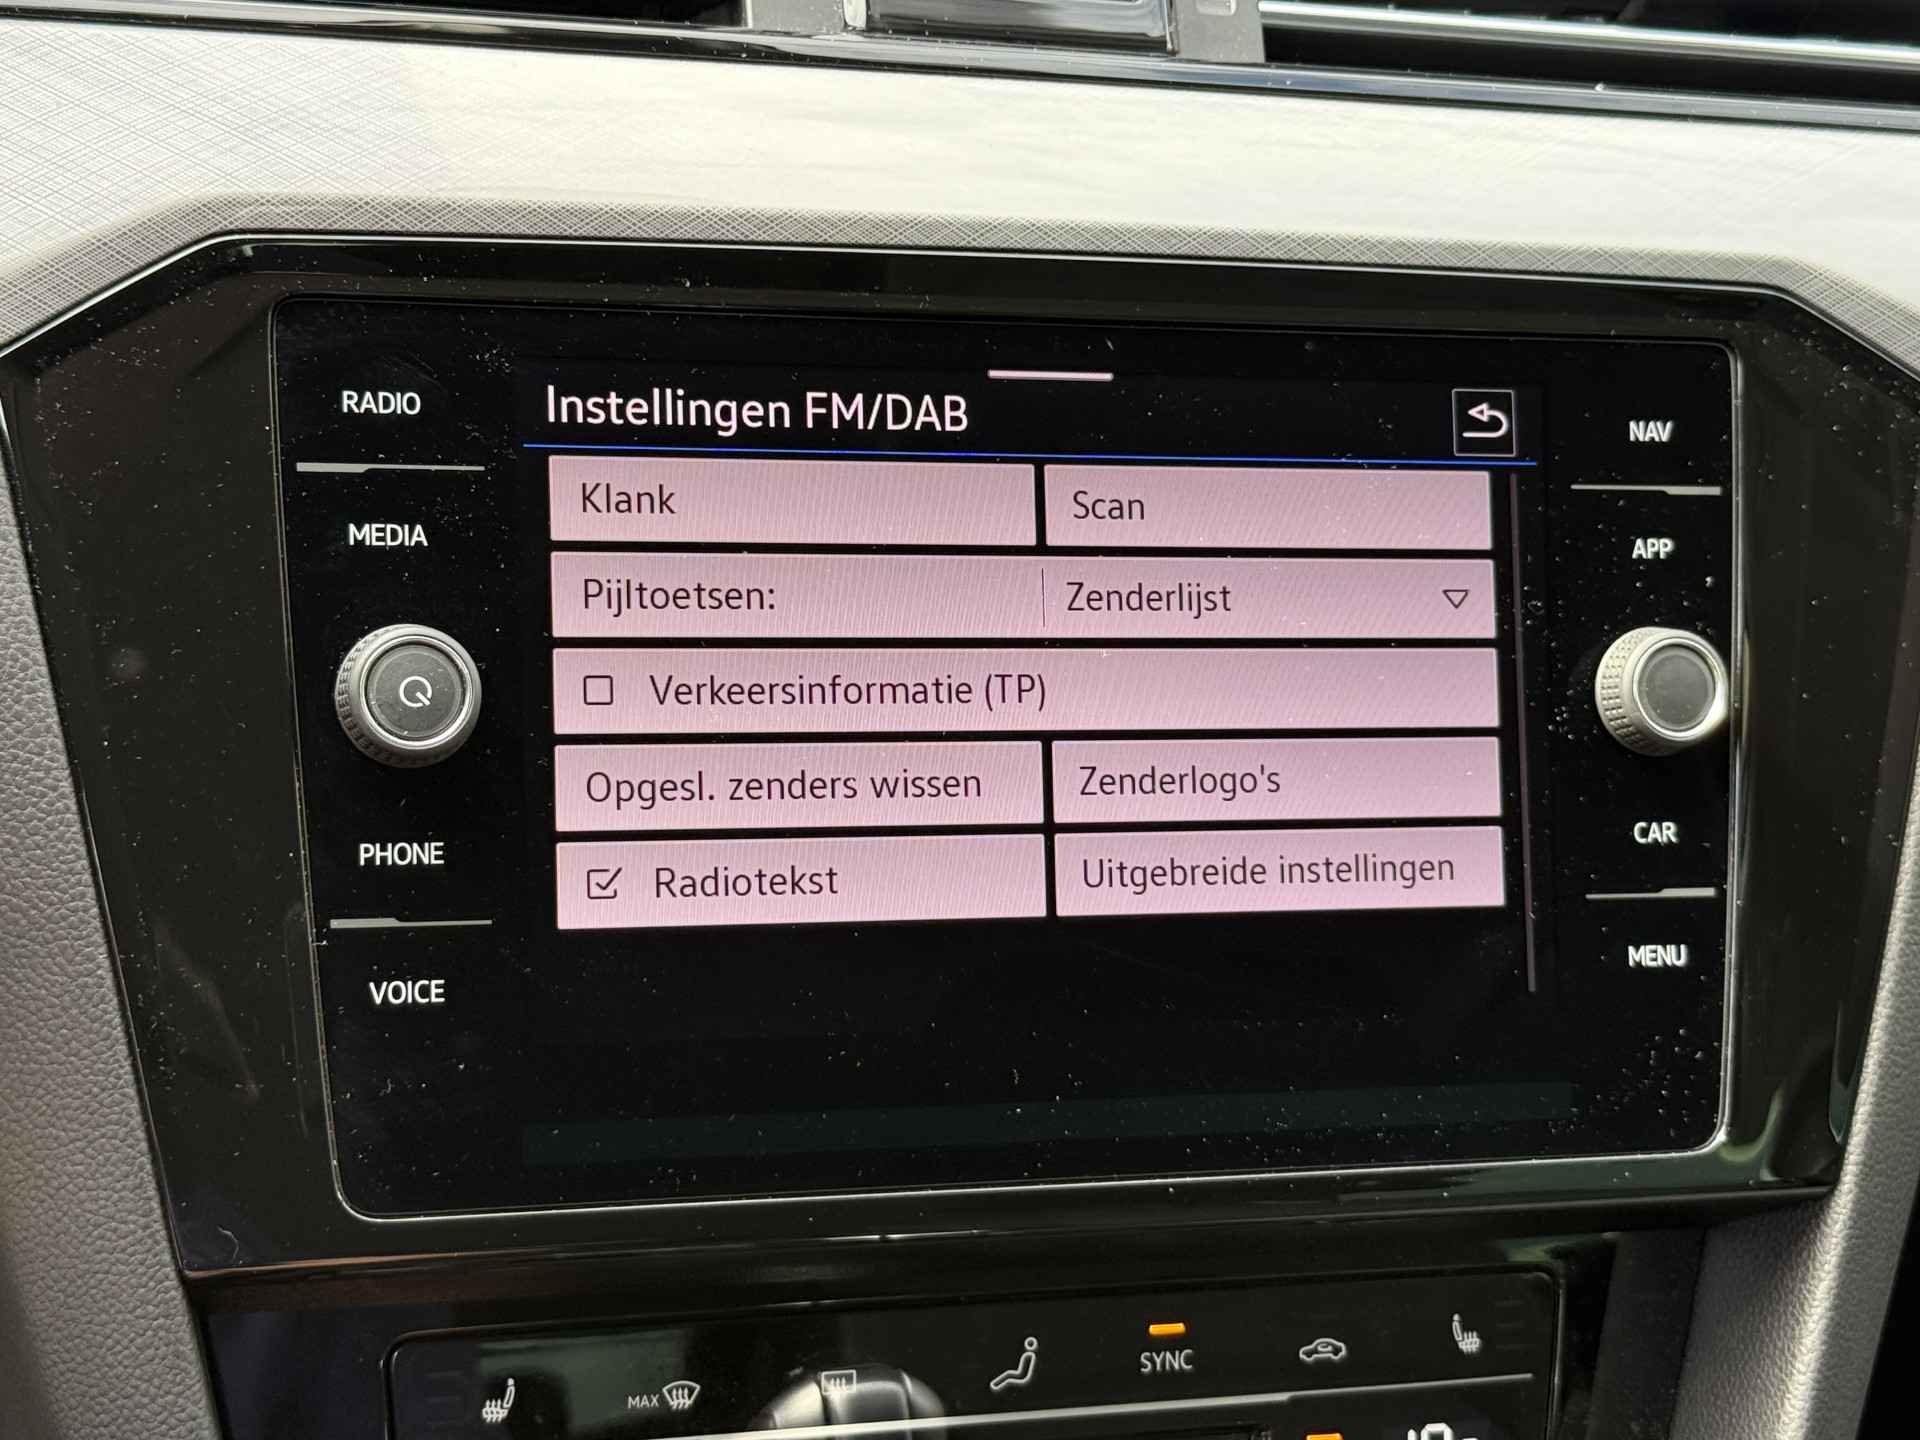 RADIO
MEDIA
PHONE
VOICE
Instellingen FM/DAB
Klank
Scan
Pijltoetsen:
Zenderlijst
Verkeersinformatie (TP)
Opgesl. zenders wissen
Zenderlogo's
Radiotekst
Uitgebreide instellingen
NAV
APP
CAR
MENU
MAX
SYNC